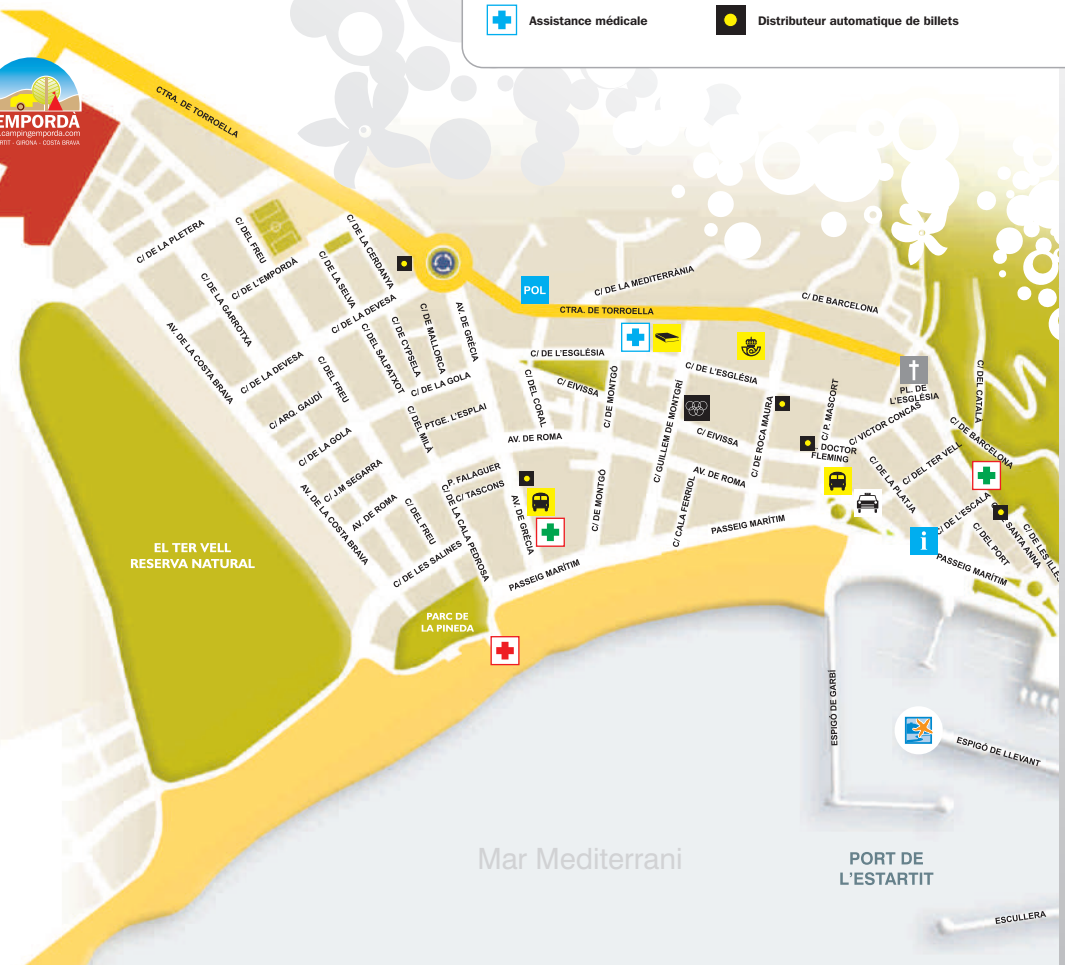 Assistance médicale
Distributeur automatique de billets
EMPORDÀ
.campingemporda.com
RTIT - GIRONA - COSTA BRAVA
CTRA. DE TORROELLA
C/ DE LA PLETERA
C/ DEL FREU
C/ DE L'EMPORDÀ
C/ DE LA CERDANYA
C/ DE LA SELVA
C/ DE LA GARROTXA
C/ DE LA DEVESA
AV. DE LA COSTA BRAVA
C/ DE LA DEVESA
C/ DEL SALPATXOT
C/ DE CYPSELA
C/ DE MALLORCA
AV. DE GRÈCIA
POL
C/ DE LA MEDITERRÀNIA
CTRA. DE TORROELLA
C/ DE BARCELONA
C/ DE L'ESGLÉSIA
C/ DE L'ESGLÉSIA
PL. DE
L'ESGLÉSIA
C/ DEL CATALÀ
C/ DEL FREU
C/ ARQ. GAUDÍ
C/ DE LA GOLA
C/ DEL MILÀ
PTGE. L'ESPLAI
C/ DEL CORAL
C/ EIVISSA
C/ DE MONTGÓ
C/ GUILLEM DE MONTGRÍ
C/ EIVISSA
C/ DE ROCA MAURA
C/ P. MASCORT
C/ VICTOR CONCAS
DOCTOR
FLEMING
C/ DE BARCELONA
C/ DE LA GOLA
AV. DE ROMA
C/ J.M SEGARRA
P. FALAGUER
C/ TASCONS
C/ DE LA CALA PEDROSA
AV. DE GRÈCIA
C/ DE MONTGÓ
C/ CALA FERRIOL
AV. DE ROMA
C/ DE LA PLATJA
C/ DEL TER VELL
AV. DE LA COSTA BRAVA
AV. DE ROMA
C/ DEL FREU
C/ DE LES SALINES
PASSEIG MARÍTIM
PASSEIG MARÍTIM
C/ DE L'ESCALA
C/ DEL PORT
SANTA ANNA
C/ DE LES ILLES
i
PASSEIG MARÍTIM
EL TER VELL
RESERVA NATURAL
PARC DE
LA PINEDA
ESPIGÓ DE GARBÍ
ESPIGÓ DE LLEVANT
Mar Mediterrani
PORT DE
L'ESTARTIT
ESCULLERA